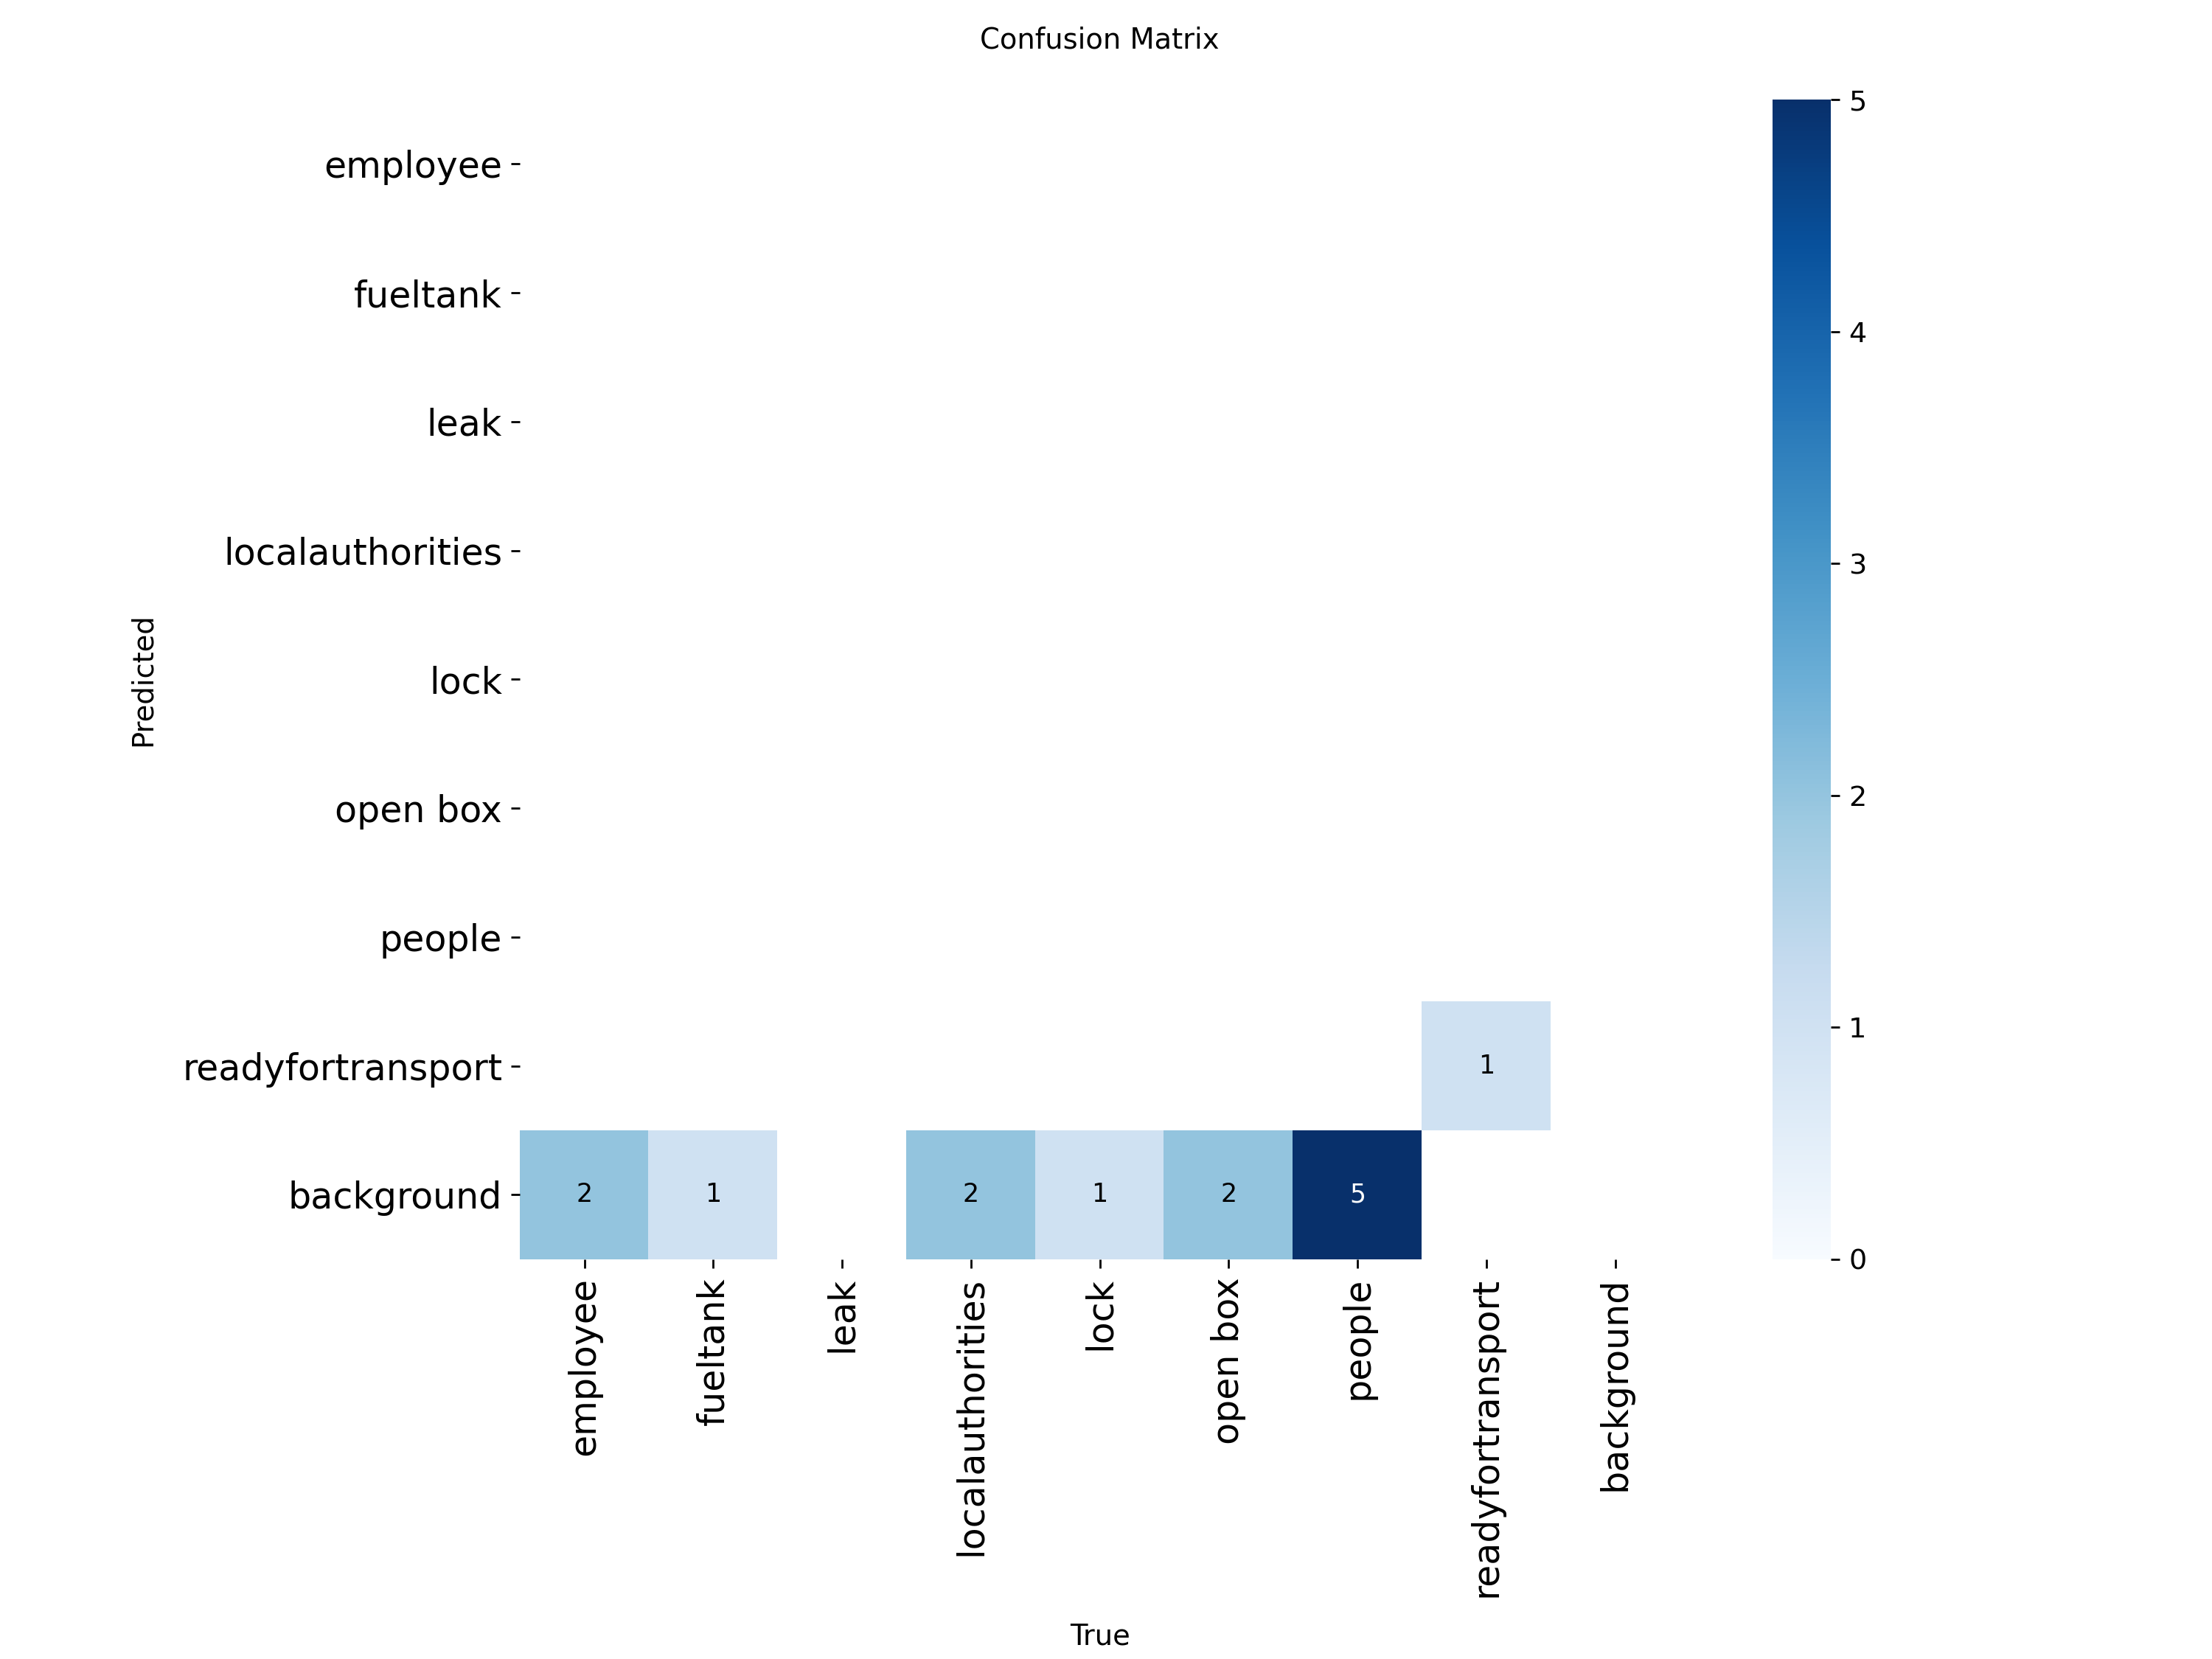 Confusion Matrix
employee
fueltank
leak
localauthorities
lock
open box
people
readyfortransport
background
Predicted
1
2
1
2
1
2
5
employee
fueltank
leak
localauthorities
lock
open box
people
readyfortransport
background
True
5
4
3
2
1
0